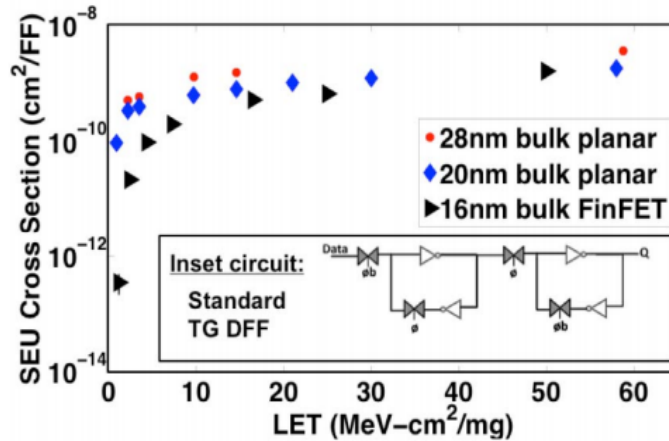 SEU Cross Section (cm²/FF)
10⁻⁸
10⁻¹⁰
10⁻¹²
10⁻¹⁴
28nm bulk planar
20nm bulk planar
16nm bulk FinFET
Inset circuit:
Standard
TG DFF
Data
øb
ø
Q
ø
øb
0 10 20 30 40 50 60
LET (MeV−cm²/mg)